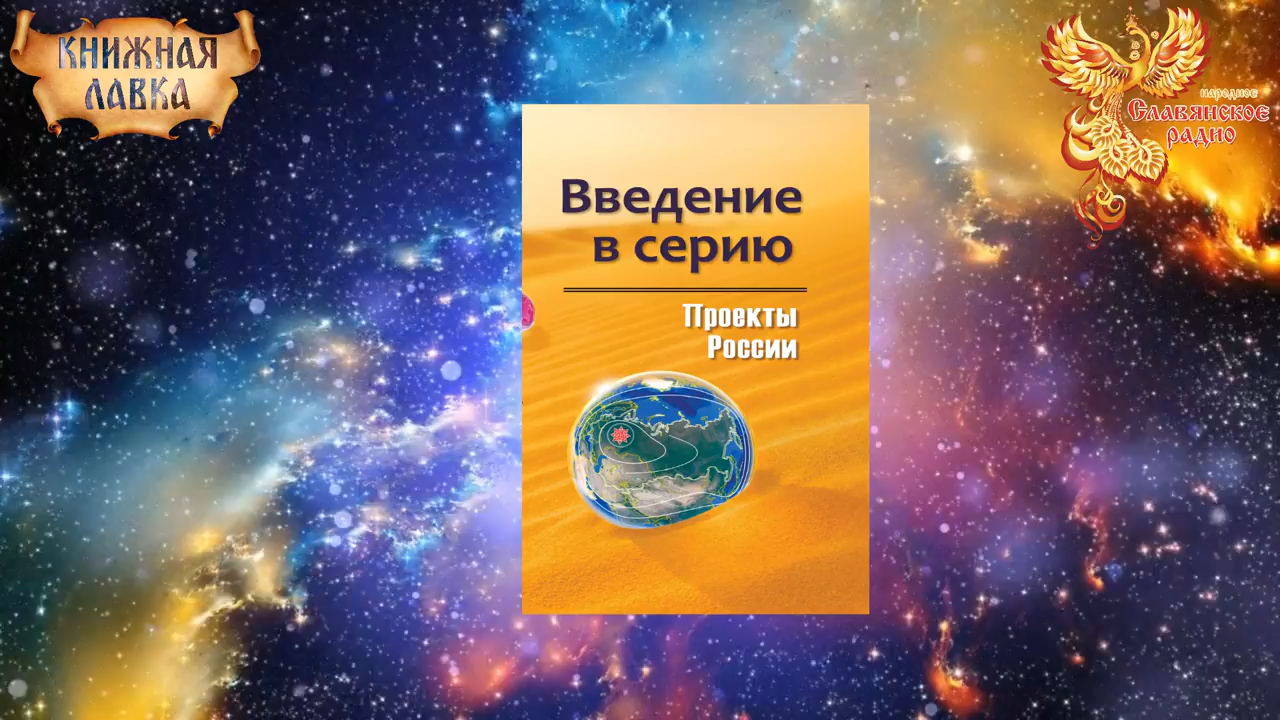 КНИЖНАЯ
ЛАВКА
народное
Славянское
радио
Введение
в серию
Проекты
России